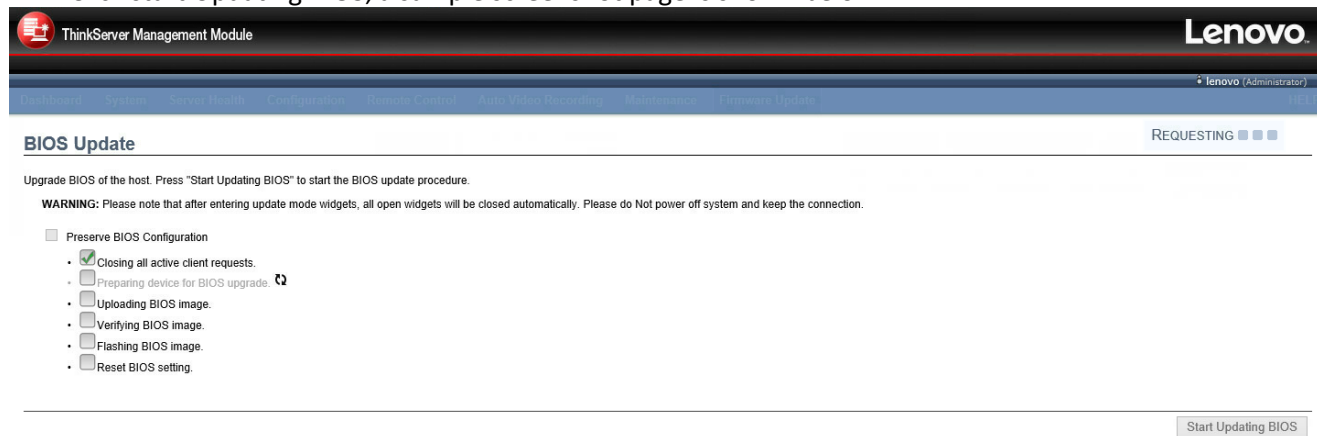 ThinkServer Management Module
Lenovo
lenovo (Administrator)
Dashboard System Server Health Configuration Remote Control Auto Video Recording Maintenance Firmware Update
BIOS Update
REQUESTING
Upgrade BIOS of the host. Press "Start Updating BIOS" to start the BIOS update procedure.
WARNING: Please note that after entering update mode widgets, all open widgets will be closed automatically. Please do Not power off system and keep the connection.
Preserve BIOS Configuration
• Closing all active client requests.
• Preparing device for BIOS upgrade.
• Uploading BIOS image.
• Verifying BIOS image.
• Flashing BIOS image.
• Reset BIOS setting.
Start Updating BIOS